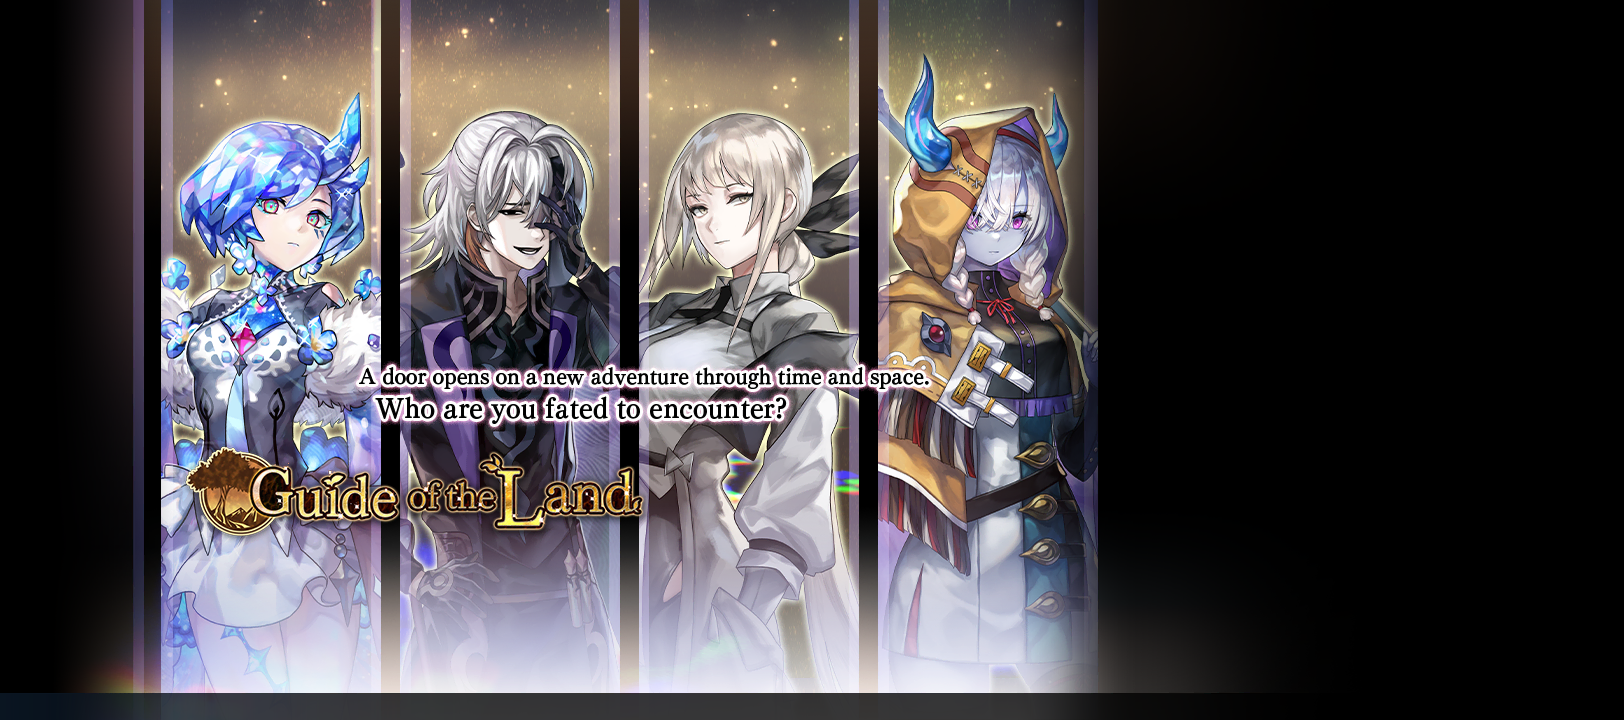 A door opens on a new adventure through time and space.
Who are you fated to encounter?
Guide of the Land